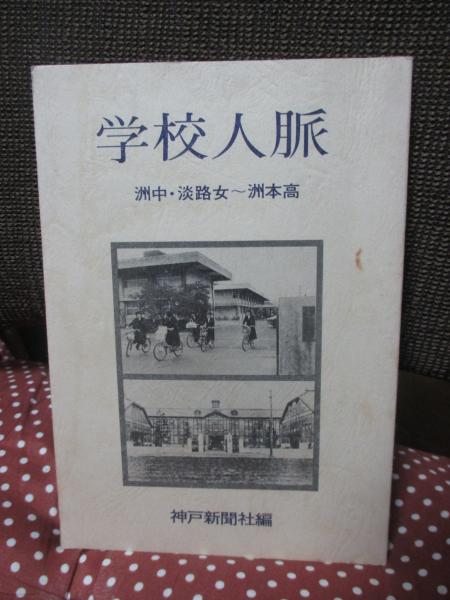 学校人脈
洲中・淡路女〜洲本高
神戸新聞社編